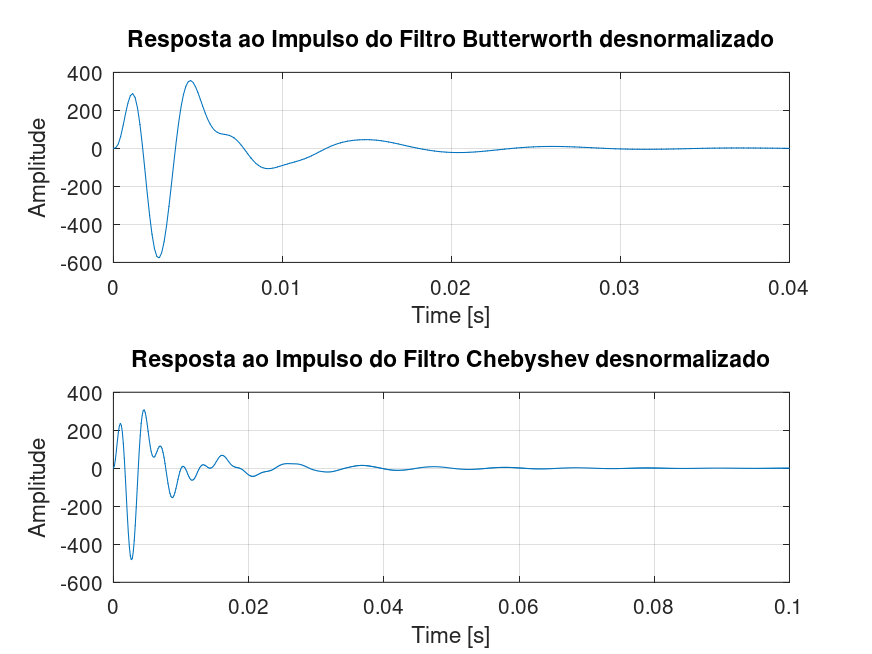 Resposta ao Impulso do Filtro Butterworth desnormalizado
400
200
0
-200
-400
-600
Amplitude
0 0.01 0.02 0.03 0.04
Time [s]
Resposta ao Impulso do Filtro Chebyshev desnormalizado
400
200
0
-200
-400
-600
Amplitude
0 0.02 0.04 0.06 0.08 0.1
Time [s]